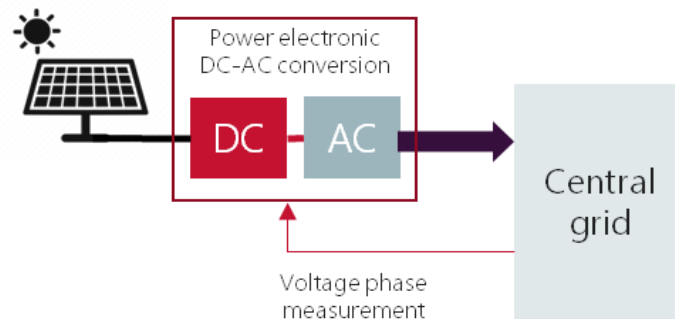 Power electronic
DC-AC conversion
DC
AC
Central
grid
Voltage phase
measurement